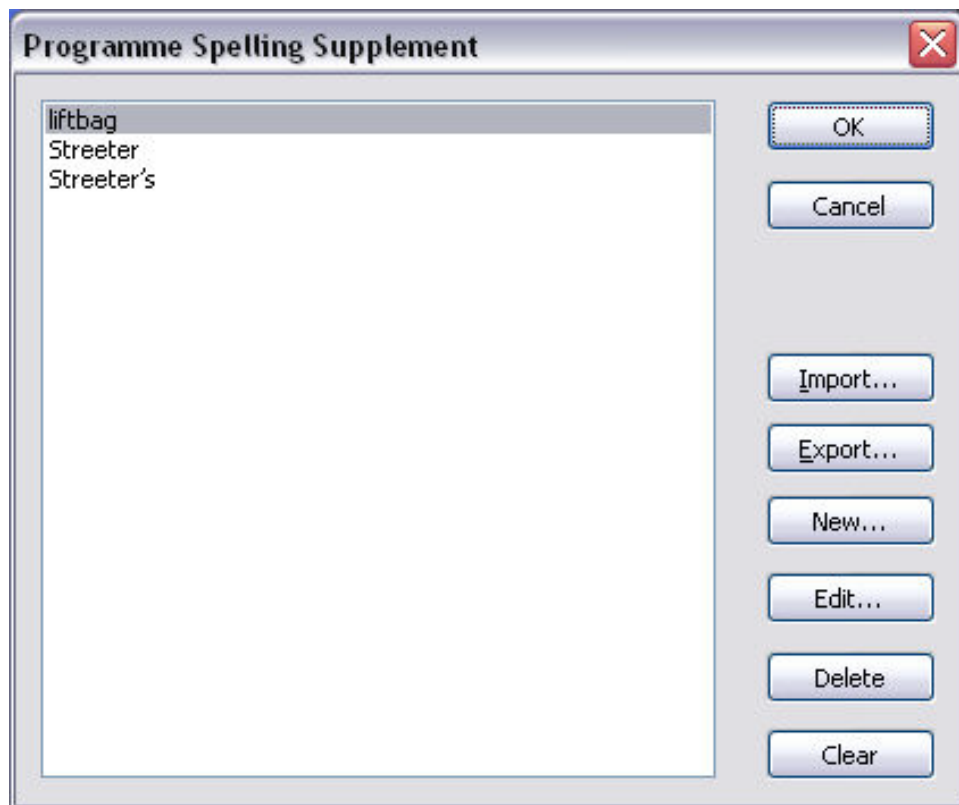 Programme Spelling Supplement
liftbag
Streeter
Streeter's
OK
Cancel
Import...
Export...
New...
Edit...
Delete
Clear